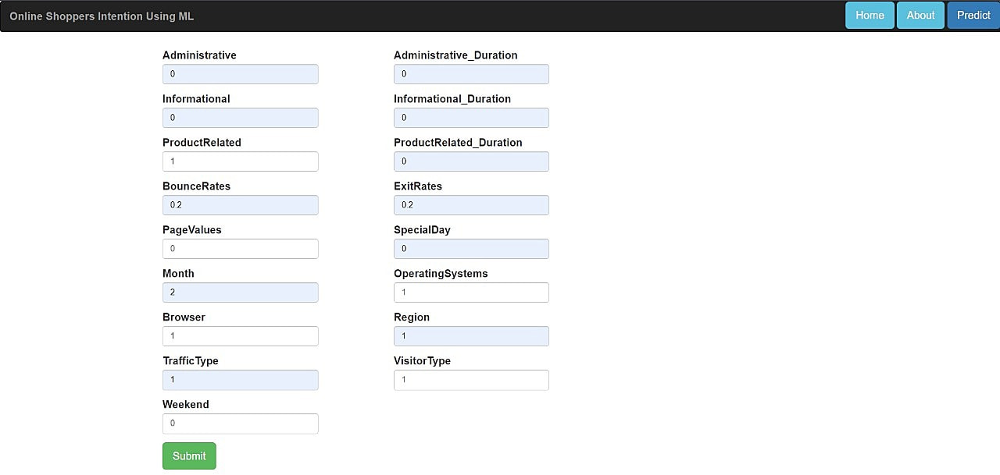 Online Shoppers Intention Using ML Home About Predict
Administrative Administrative_Duration
0 0
Informational Informational_Duration
0 0
ProductRelated ProductRelated_Duration
1 0
BounceRates ExitRates
0.2 0.2
PageValues SpecialDay
0 0
Month OperatingSystems
2 1
Browser Region
1 1
TrafficType VisitorType
1 1
Weekend
0
Submit